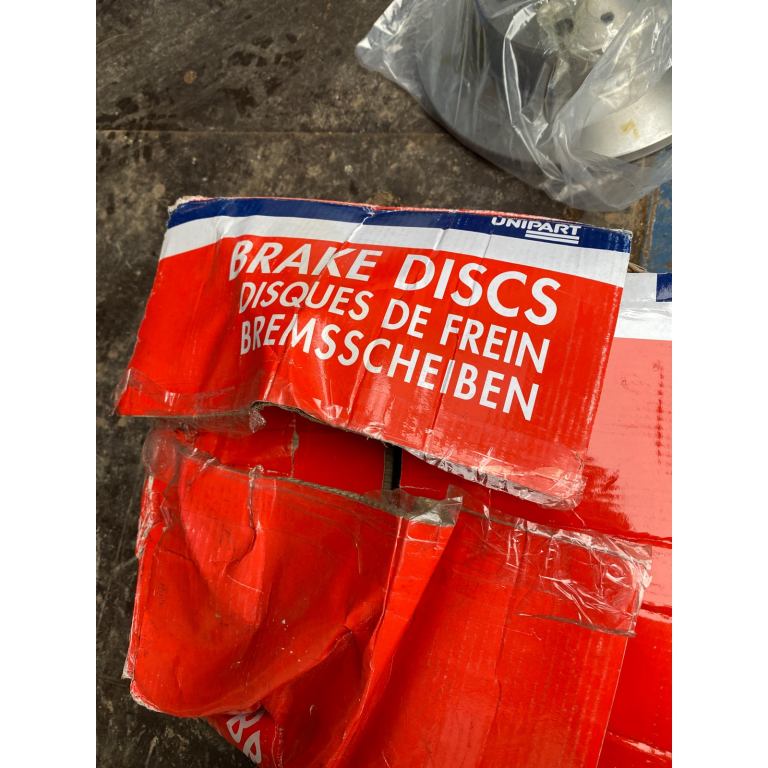 UNIPART
BRAKE DISCS
DISQUES DE FREIN
BREMSSCHEIBEN